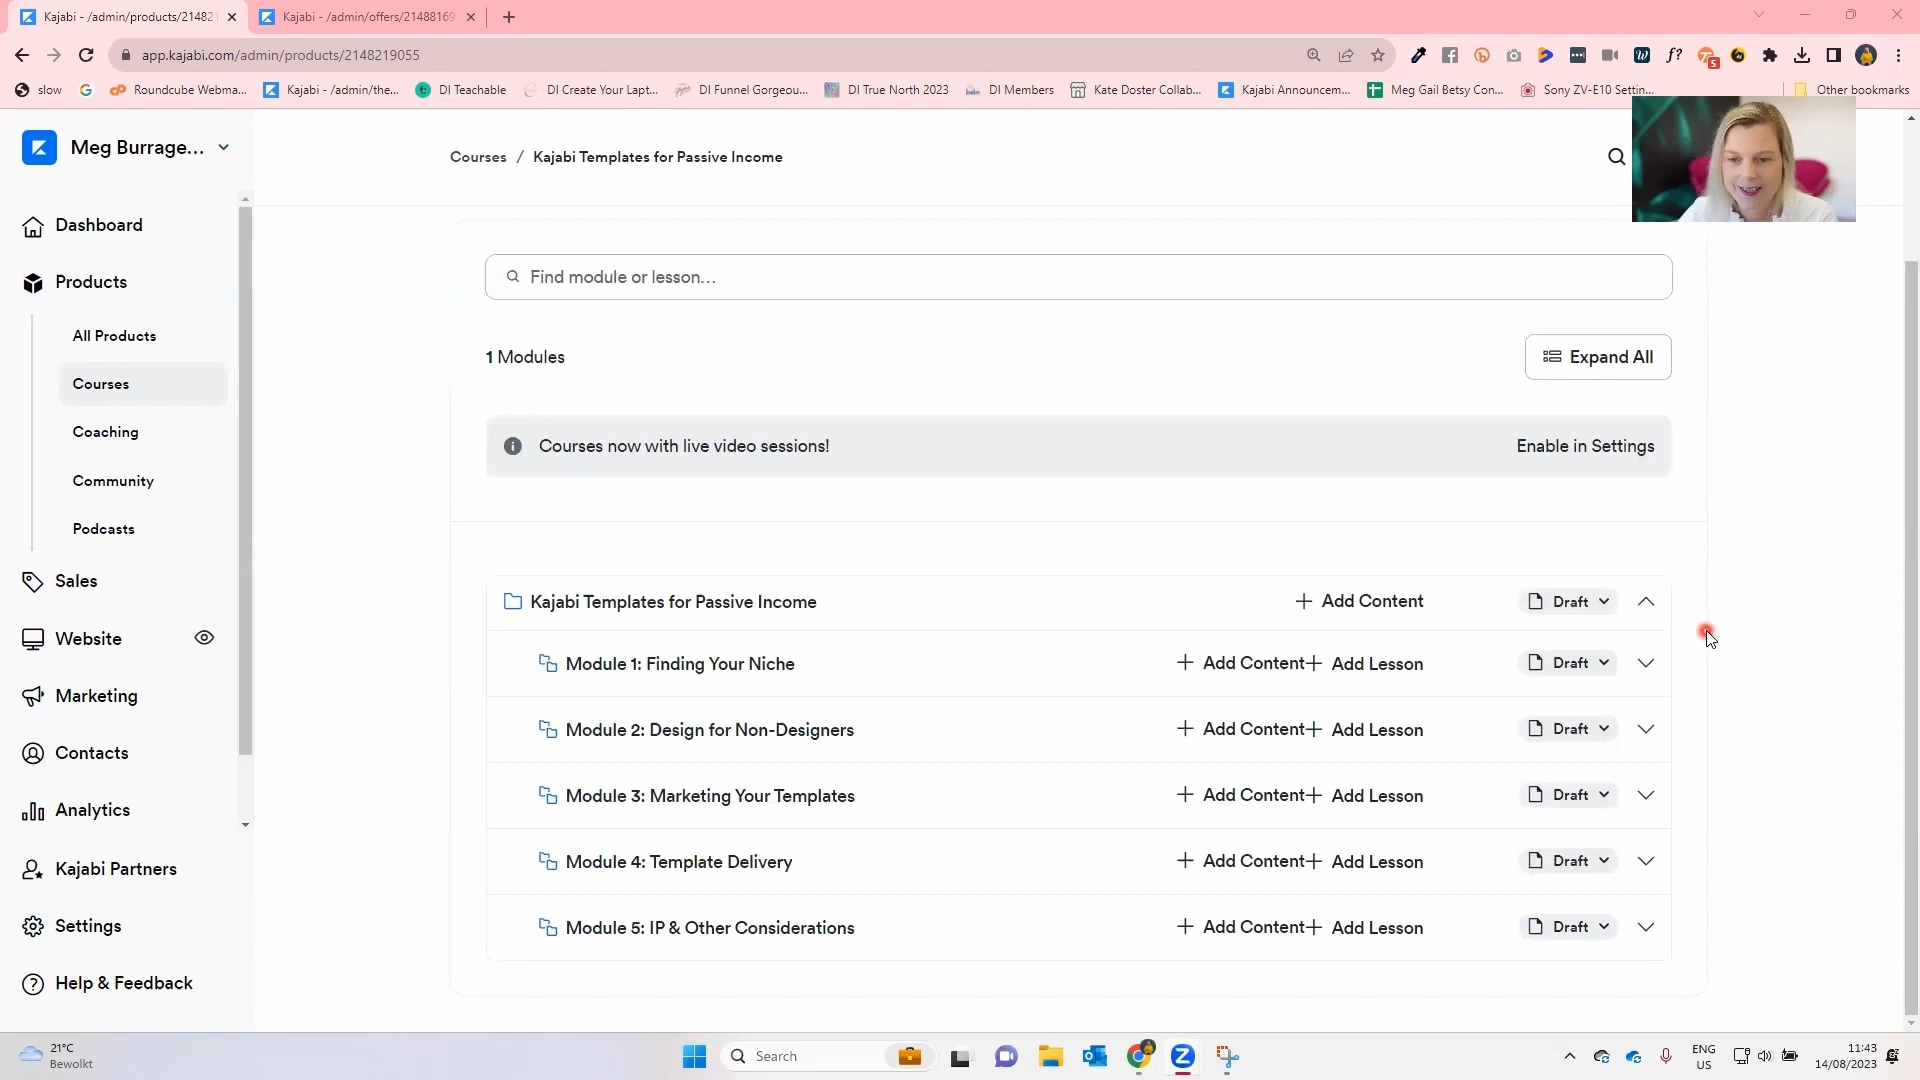 Kajabi - /admin/products/214821
Kajabi - /admin/offers/21488169
app.kajabi.com/admin/products/2148219055
slow
Roundcube Webma...
Kajabi - /admin/the...
DI Teachable
DI Create Your Lapt...
DI Funnel Gorgeou...
DI True North 2023
DI Members
Kate Doster Collab...
Kajabi Announcem...
Meg Gail Betsy Con...
Sony ZV-E10 Settin...
Other bookmarks
Meg Burrage...
Courses / Kajabi Templates for Passive Income
Dashboard
Products
All Products
Courses
Coaching
Community
Podcasts
Sales
Website
Marketing
Contacts
Analytics
Kajabi Partners
Settings
Help & Feedback
Find module or lesson...
1 Modules
Expand All
Courses now with live video sessions!
Enable in Settings
Kajabi Templates for Passive Income
+ Add Content
Draft
Module 1: Finding Your Niche
+ Add Content+ Add Lesson
Draft
Module 2: Design for Non-Designers
+ Add Content+ Add Lesson
Draft
Module 3: Marketing Your Templates
+ Add Content+ Add Lesson
Draft
Module 4: Template Delivery
+ Add Content+ Add Lesson
Draft
Module 5: IP & Other Considerations
+ Add Content+ Add Lesson
Draft
21°C
Bewolkt
Search
ENG
US
11:43
14/08/2023